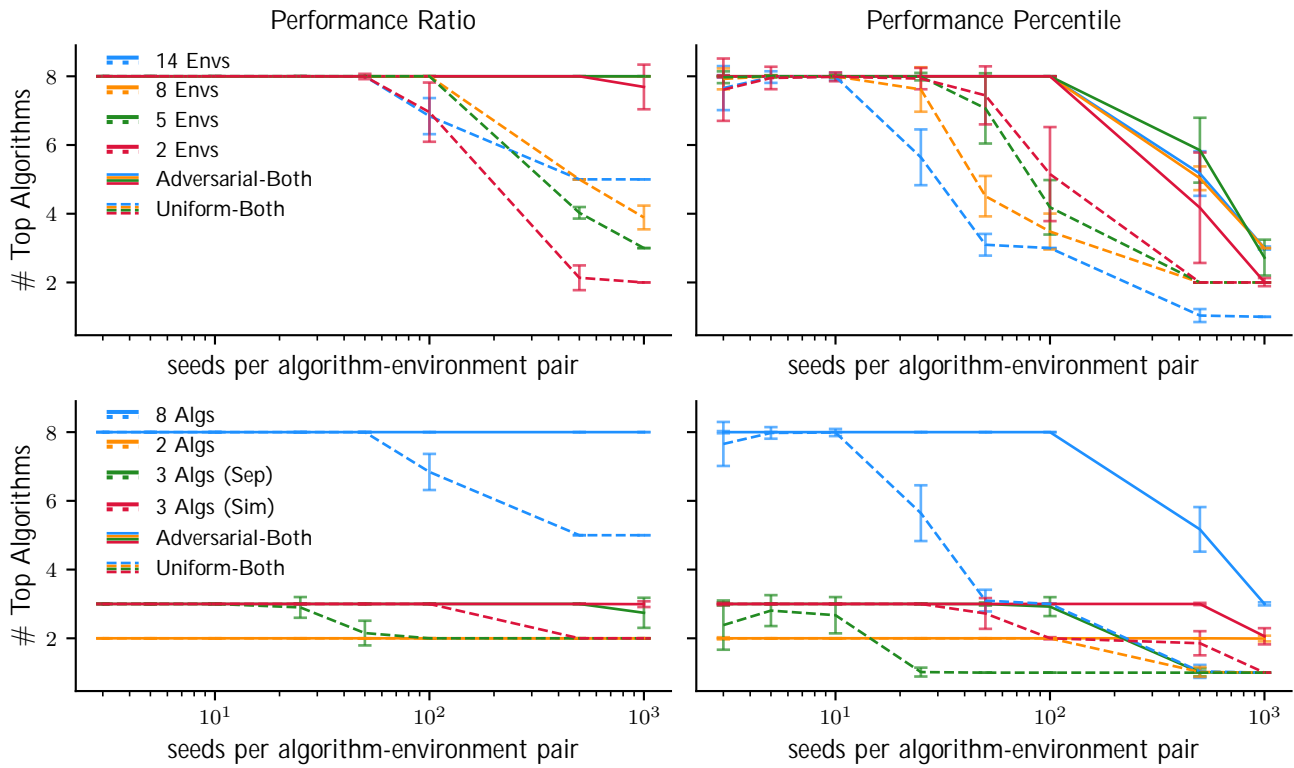 Performance Ratio
Performance Percentile
# Top Algorithms
8
6
4
2
14 Envs
8 Envs
5 Envs
2 Envs
Adversarial-Both
Uniform-Both
seeds per algorithm-environment pair
seeds per algorithm-environment pair
# Top Algorithms
8
6
4
2
8 Algs
2 Algs
3 Algs (Sep)
3 Algs (Sim)
Adversarial-Both
Uniform-Both
10¹ 10² 10³
10¹ 10² 10³
seeds per algorithm-environment pair
seeds per algorithm-environment pair